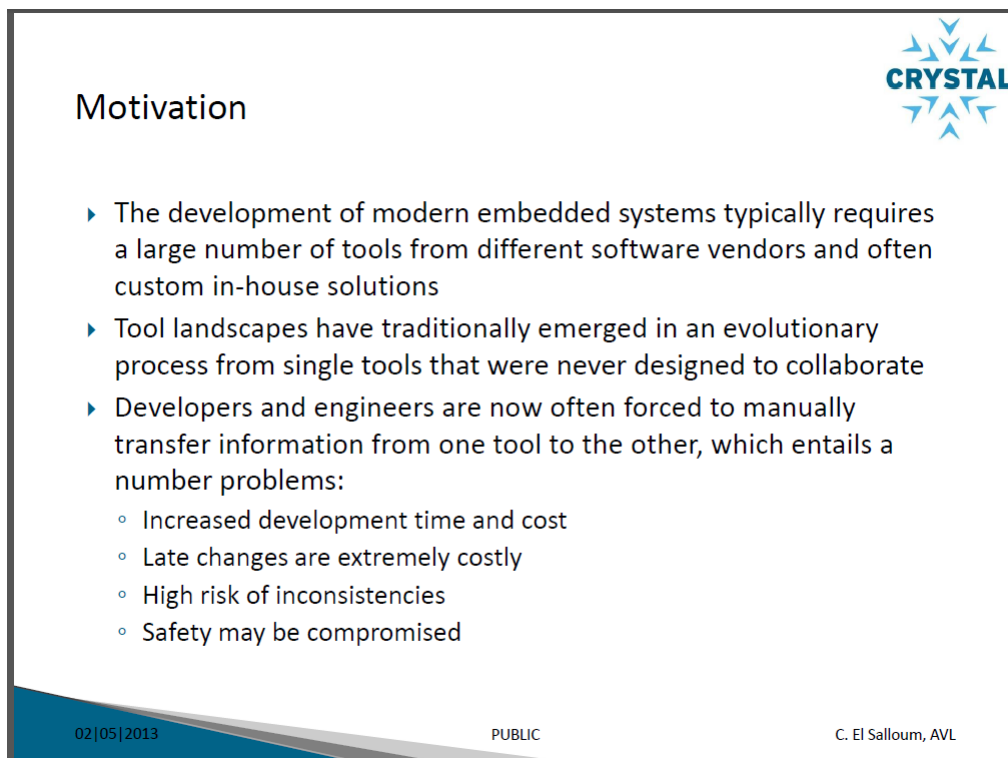 CRYSTAL
Motivation
The development of modern embedded systems typically requires
a large number of tools from different software vendors and often
custom in-house solutions
Tool landscapes have traditionally emerged in an evolutionary
process from single tools that were never designed to collaborate
Developers and engineers are now often forced to manually
transfer information from one tool to the other, which entails a
number problems:
Increased development time and cost
Late changes are extremely costly
High risk of inconsistencies
Safety may be compromised
02|05|2013 PUBLIC C. El Salloum, AVL